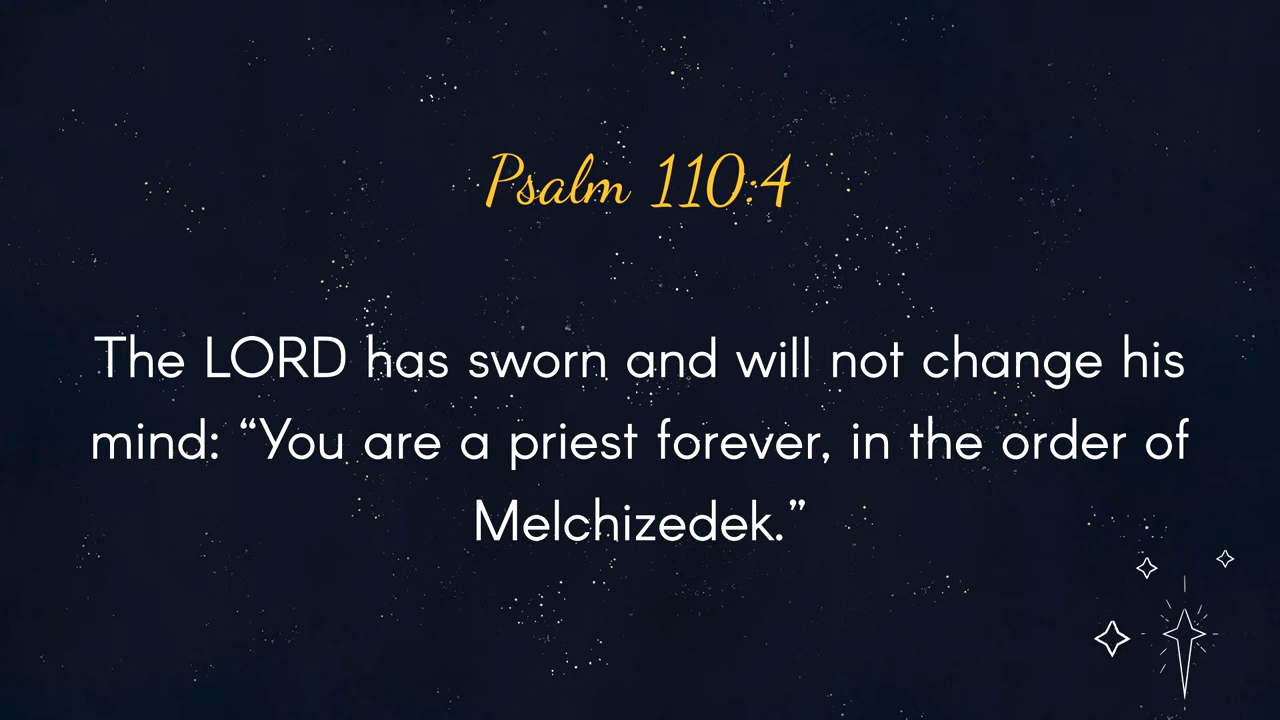 Psalm 110:4
The LORD has sworn and will not change his
mind: “You are a priest forever, in the order of
Melchizedek.”